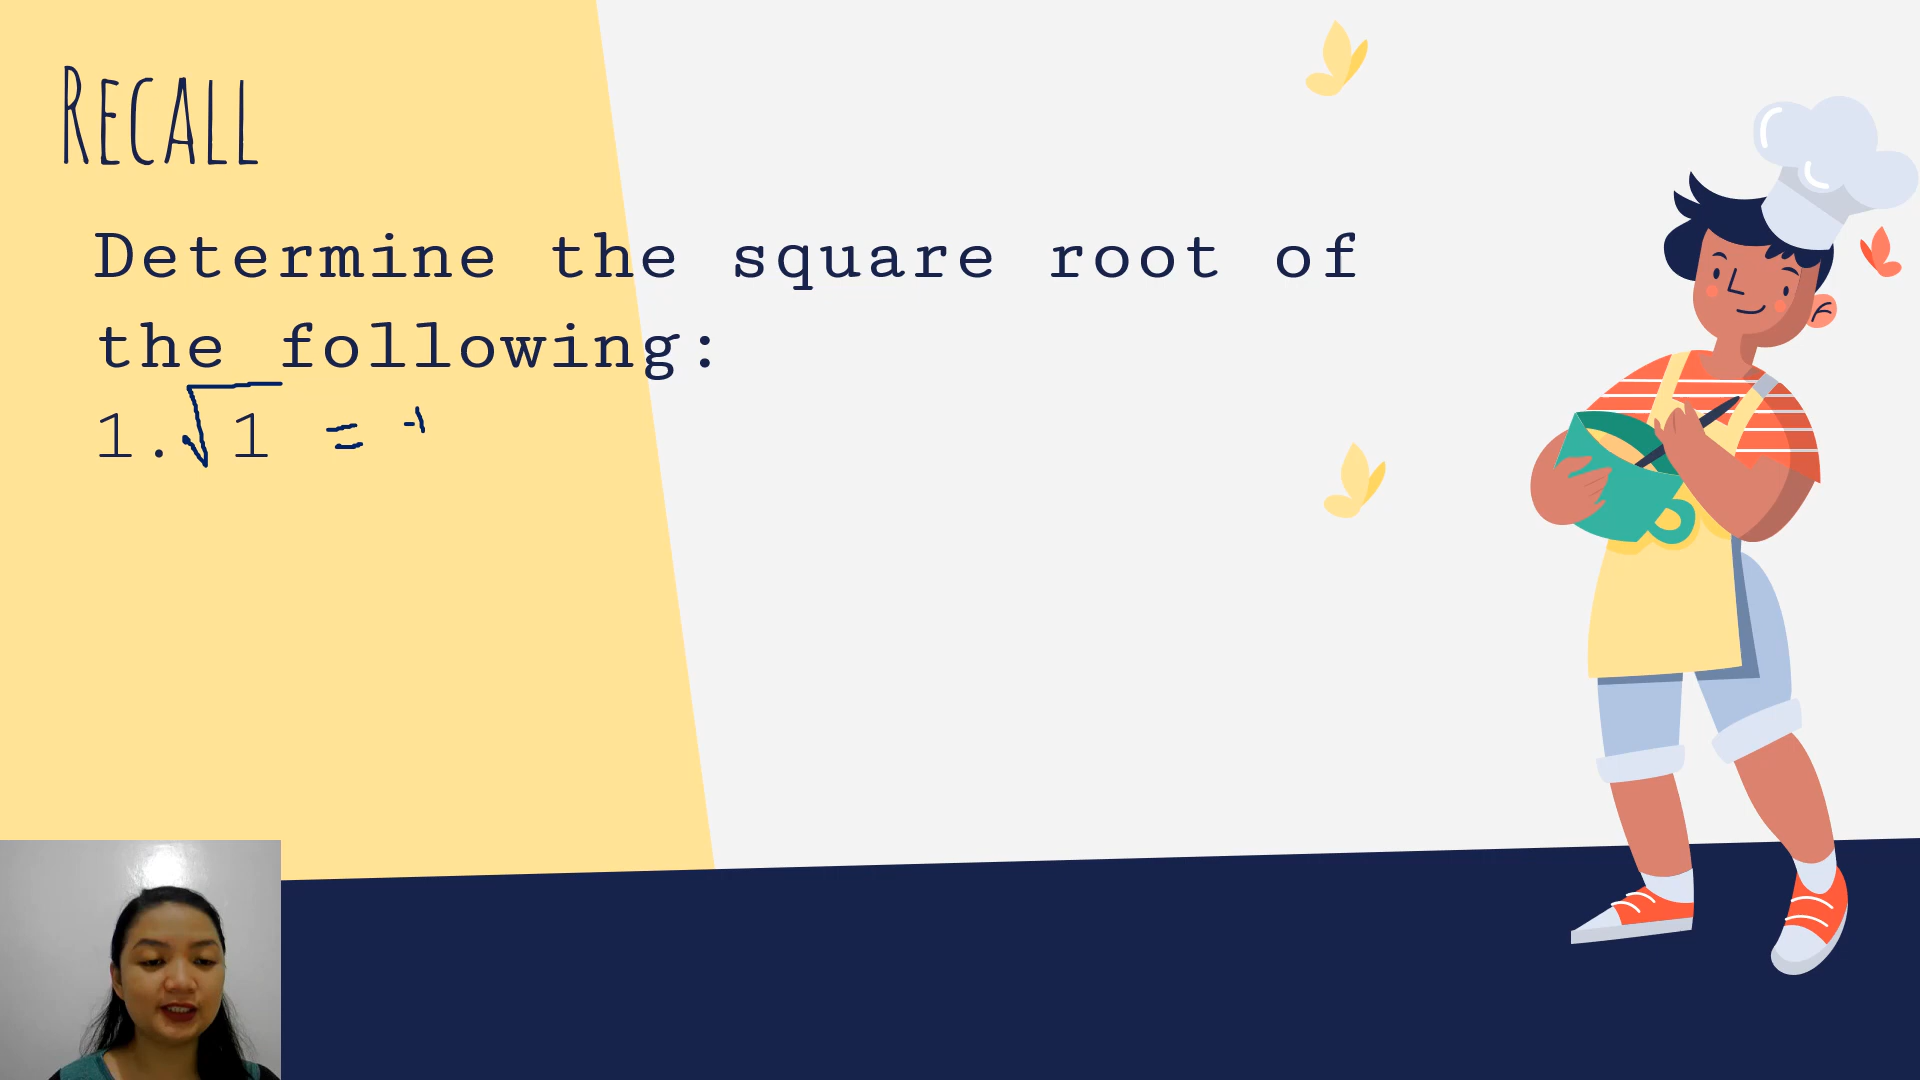 RECALL
Determine the square root of
the following:
1. √1 =